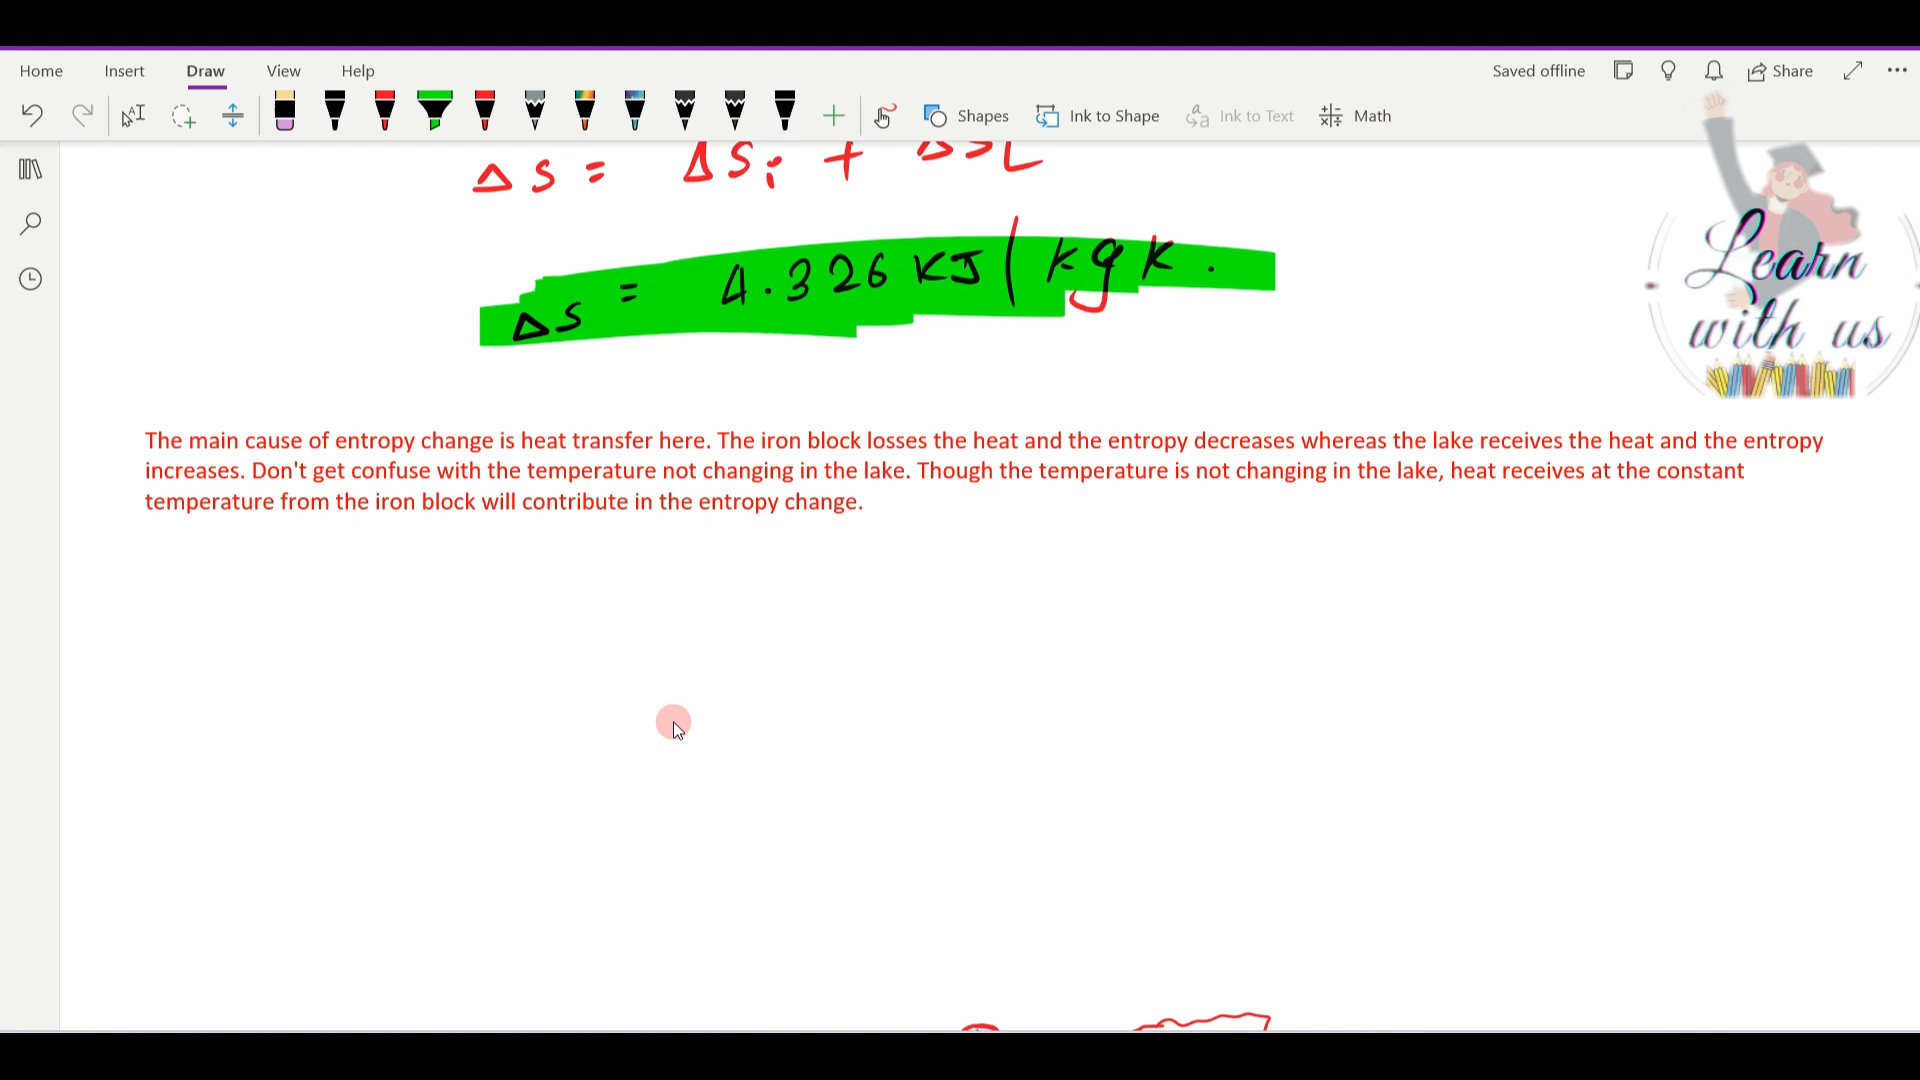 Home Insert Draw View Help Saved offline Share
Shapes Ink to Shape Ink to Text Math
Δs = Δsi + ΔSL
Δs = 4.326 KJ/kgk.
Learn
with us
The main cause of entropy change is heat transfer here. The iron block losses the heat and the entropy decreases whereas the lake receives the heat and the entropy
increases. Don't get confuse with the temperature not changing in the lake. Though the temperature is not changing in the lake, heat receives at the constant
temperature from the iron block will contribute in the entropy change.